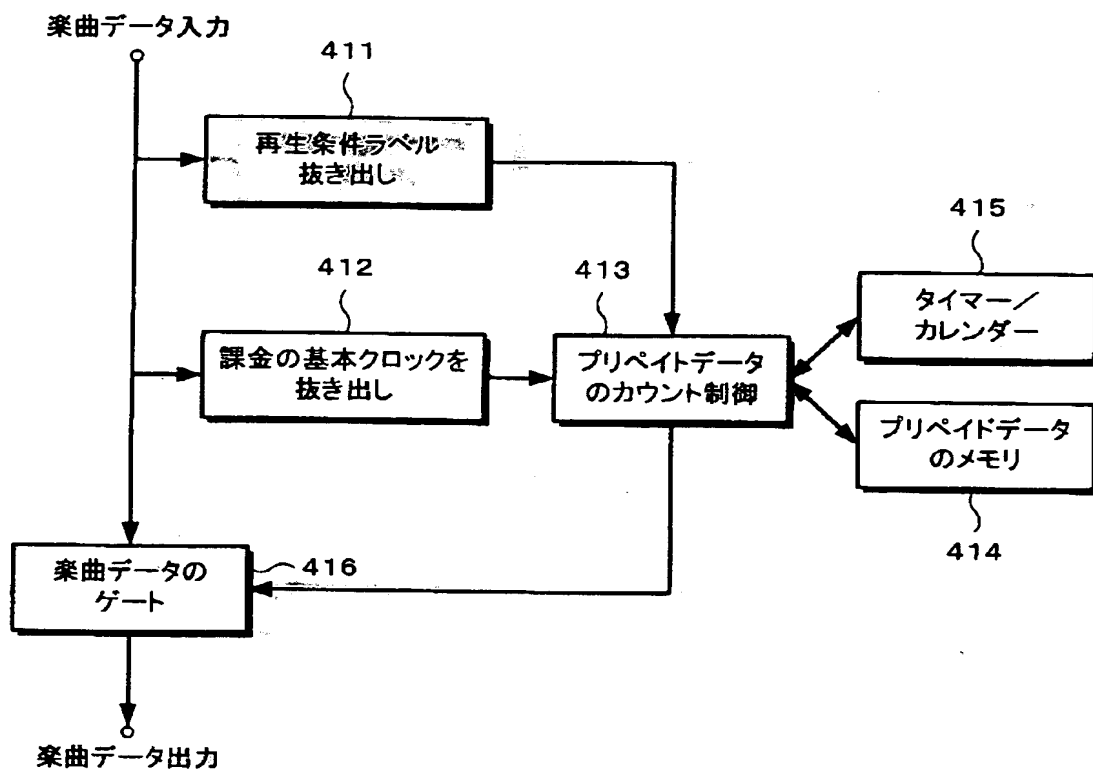 楽曲データ入力
411
再生条件ラベル
抜き出し
415
412
413
タイマー/
カレンダー
課金の基本クロックを
抜き出し
プリペイトデータ
のカウント制御
プリペイドデータ
のメモリ
414
楽曲データの
ゲート
416
楽曲データ出力